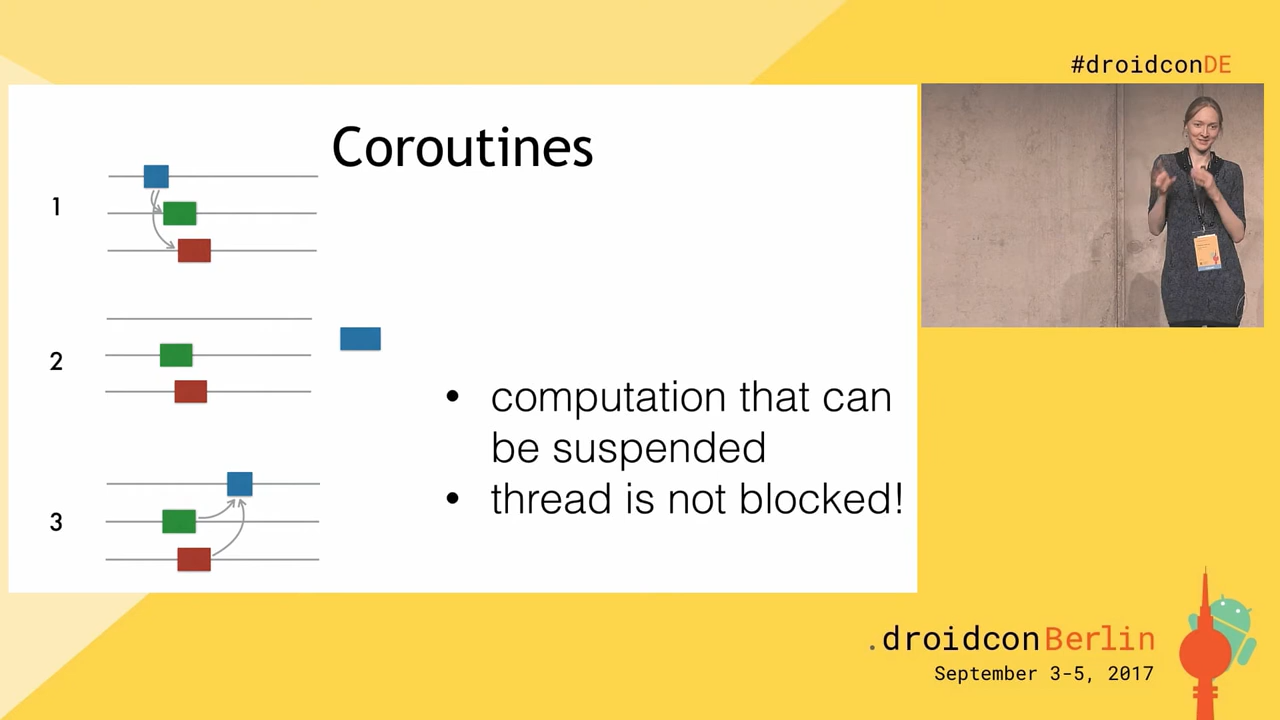 #droidconDE
Coroutines
1
2
3
• computation that can
be suspended
• thread is not blocked!
.droidconBerlin
September 3-5, 2017